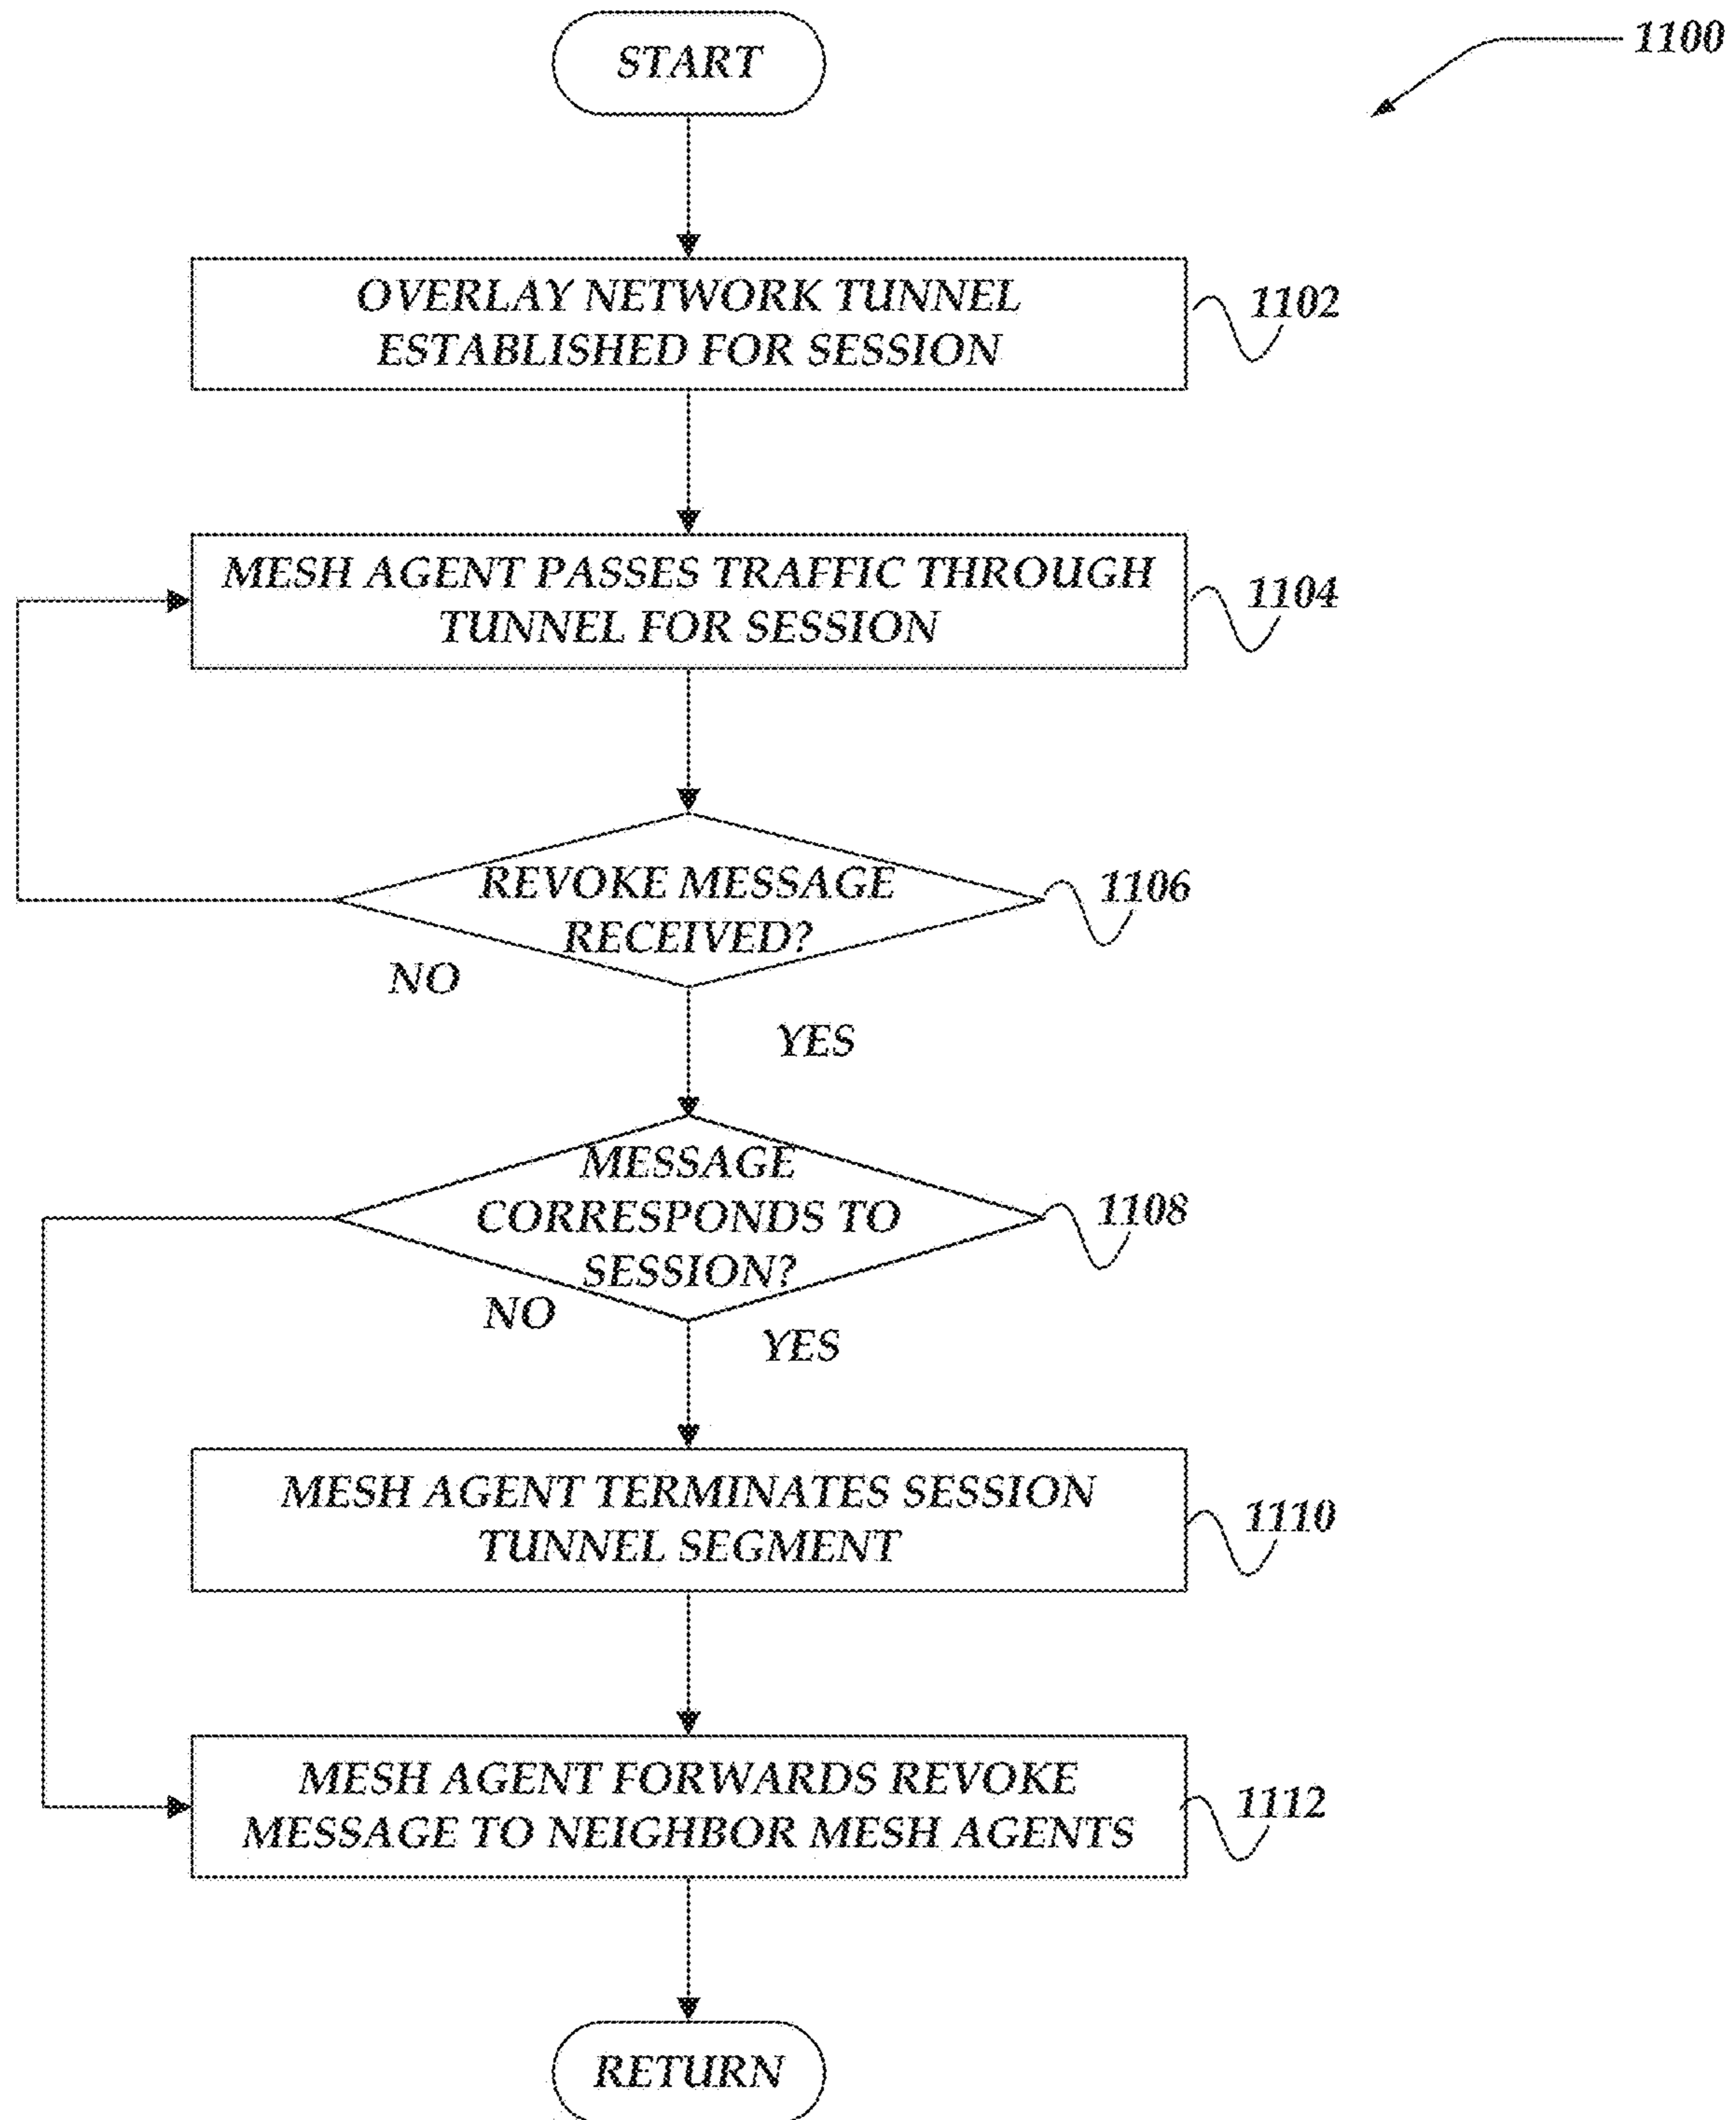 START
1100
OVERLAY NETWORK TUNNEL
ESTABLISHED FOR SESSION
1102
MESH AGENT PASSES TRAFFIC THROUGH
TUNNEL FOR SESSION
1104
REVOKE MESSAGE
RECEIVED?
1106
NO
YES
MESSAGE
CORRESPONDS TO
SESSION?
1108
NO
YES
MESH AGENT TERMINATES SESSION
TUNNEL SEGMENT
1110
MESH AGENT FORWARDS REVOKE
MESSAGE TO NEIGHBOR MESH AGENTS
1112
RETURN